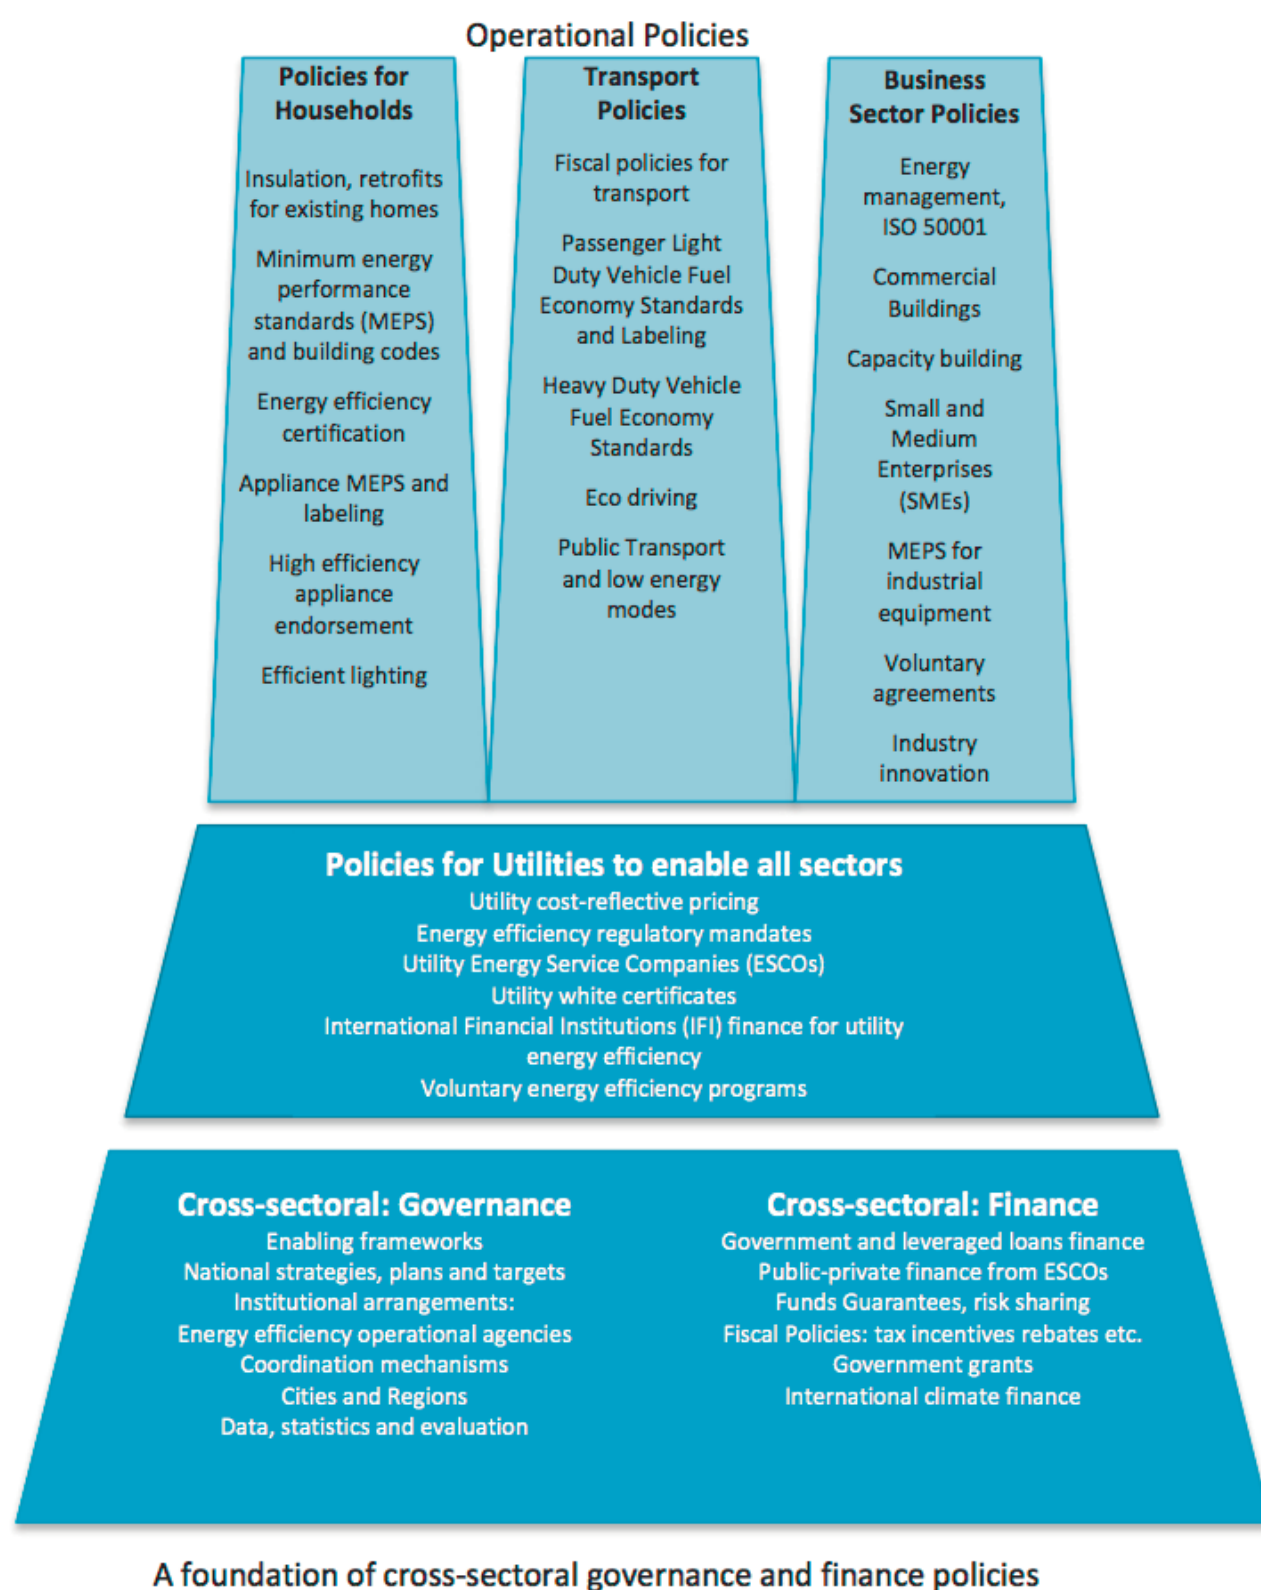 Operational Policies
Policies for
Households
Insulation, retrofits
for existing homes
Minimum energy
performance
standards (MEPS)
and building codes
Energy efficiency
certification
Appliance MEPS and
labeling
High efficiency
appliance
endorsement
Efficient lighting
Transport
Policies
Fiscal policies for
transport
Passenger Light
Duty Vehicle Fuel
Economy Standards
and Labeling
Heavy Duty Vehicle
Fuel Economy
Standards
Eco driving
Public Transport
and low energy
modes
Business
Sector Policies
Energy
management,
ISO 50001
Commercial
Buildings
Capacity building
Small and
Medium
Enterprises
(SMEs)
MEPS for
industrial
equipment
Voluntary
agreements
Industry
innovation
Policies for Utilities to enable all sectors
Utility cost-reflective pricing
Energy efficiency regulatory mandates
Utility Energy Service Companies (ESCOs)
Utility white certificates
International Financial Institutions (IFI) finance for utility
energy efficiency
Voluntary energy efficiency programs
Cross-sectoral: Governance
Enabling frameworks
National strategies, plans and targets
Institutional arrangements:
Energy efficiency operational agencies
Coordination mechanisms
Cities and Regions
Data, statistics and evaluation
Cross-sectoral: Finance
Government and leveraged loans finance
Public-private finance from ESCOs
Funds Guarantees, risk sharing
Fiscal Policies: tax incentives rebates etc.
Government grants
International climate finance
A foundation of cross-sectoral governance and finance policies